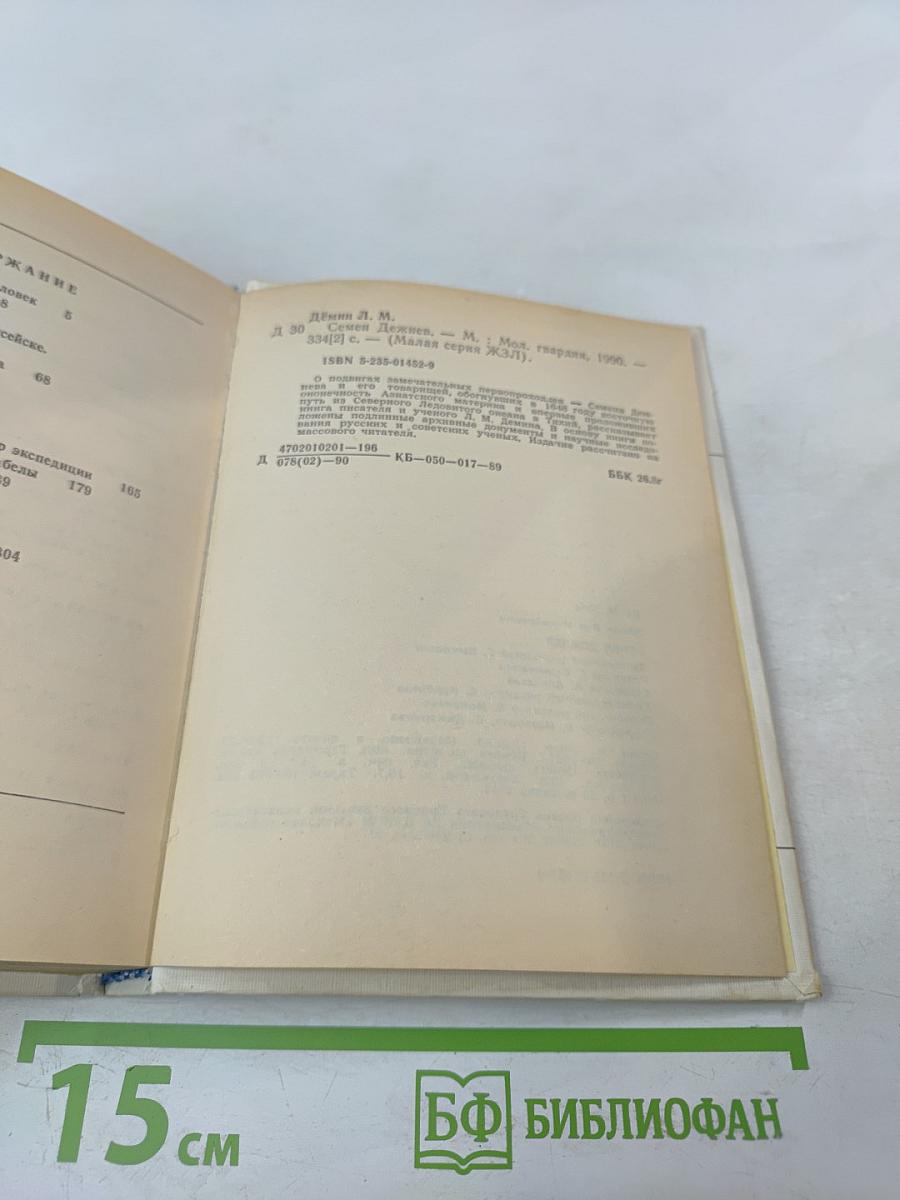 РЖАНИЕ
ловек 5
8
сейске.
а 68
р экспедиции 165
белы 179
39
304
Дёмин Л. М.
Д 30 Семен Дежнев. — М. : Мол. гвардия, 1990. —
334[2] с. — (Малая серия ЖЗЛ).
ISBN 5-235-01452-9
О подвигах замечательных первопроходцев — Семена Деж-
нева и его товарищей, обогнувших в 1648 году восточную
оконечность Азиатского материка и впервые проложивших
путь из Северного Ледовитого океана в Тихий, рассказывает
книга писателя и ученого Л. М. Демина. В основу книги по-
ложены подлинные архивные документы и научные исследо-
вания русских и советских ученых. Издание рассчитано на
массового читателя.
Д 4702010201—196
078(02)—90 КБ—050—017—89
ББК 26.8г
15 см
БФ БИБЛИОФАН